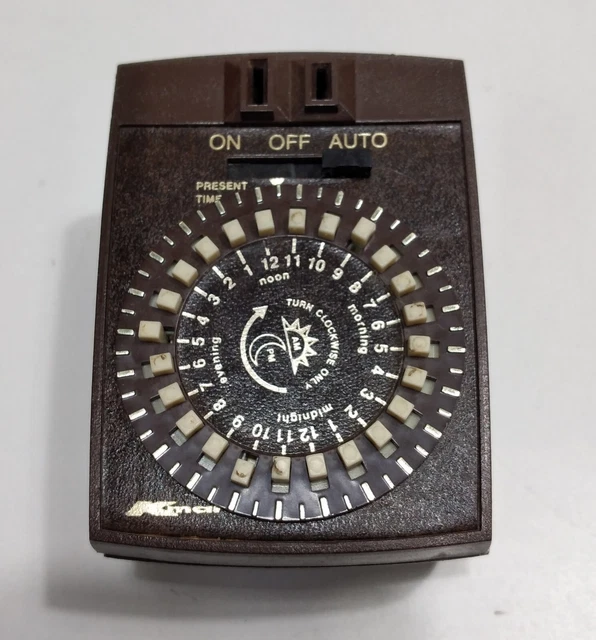 ON OFF AUTO
PRESENT
TIME
12 11 10 9 8 7 6 5 4 3 2 1 12 11 10 9 8 7 6 5 4 3 2 1
noon
morning
midnight
evening
TURN CLOCKWISE ONLY
AM
PM
Kmart